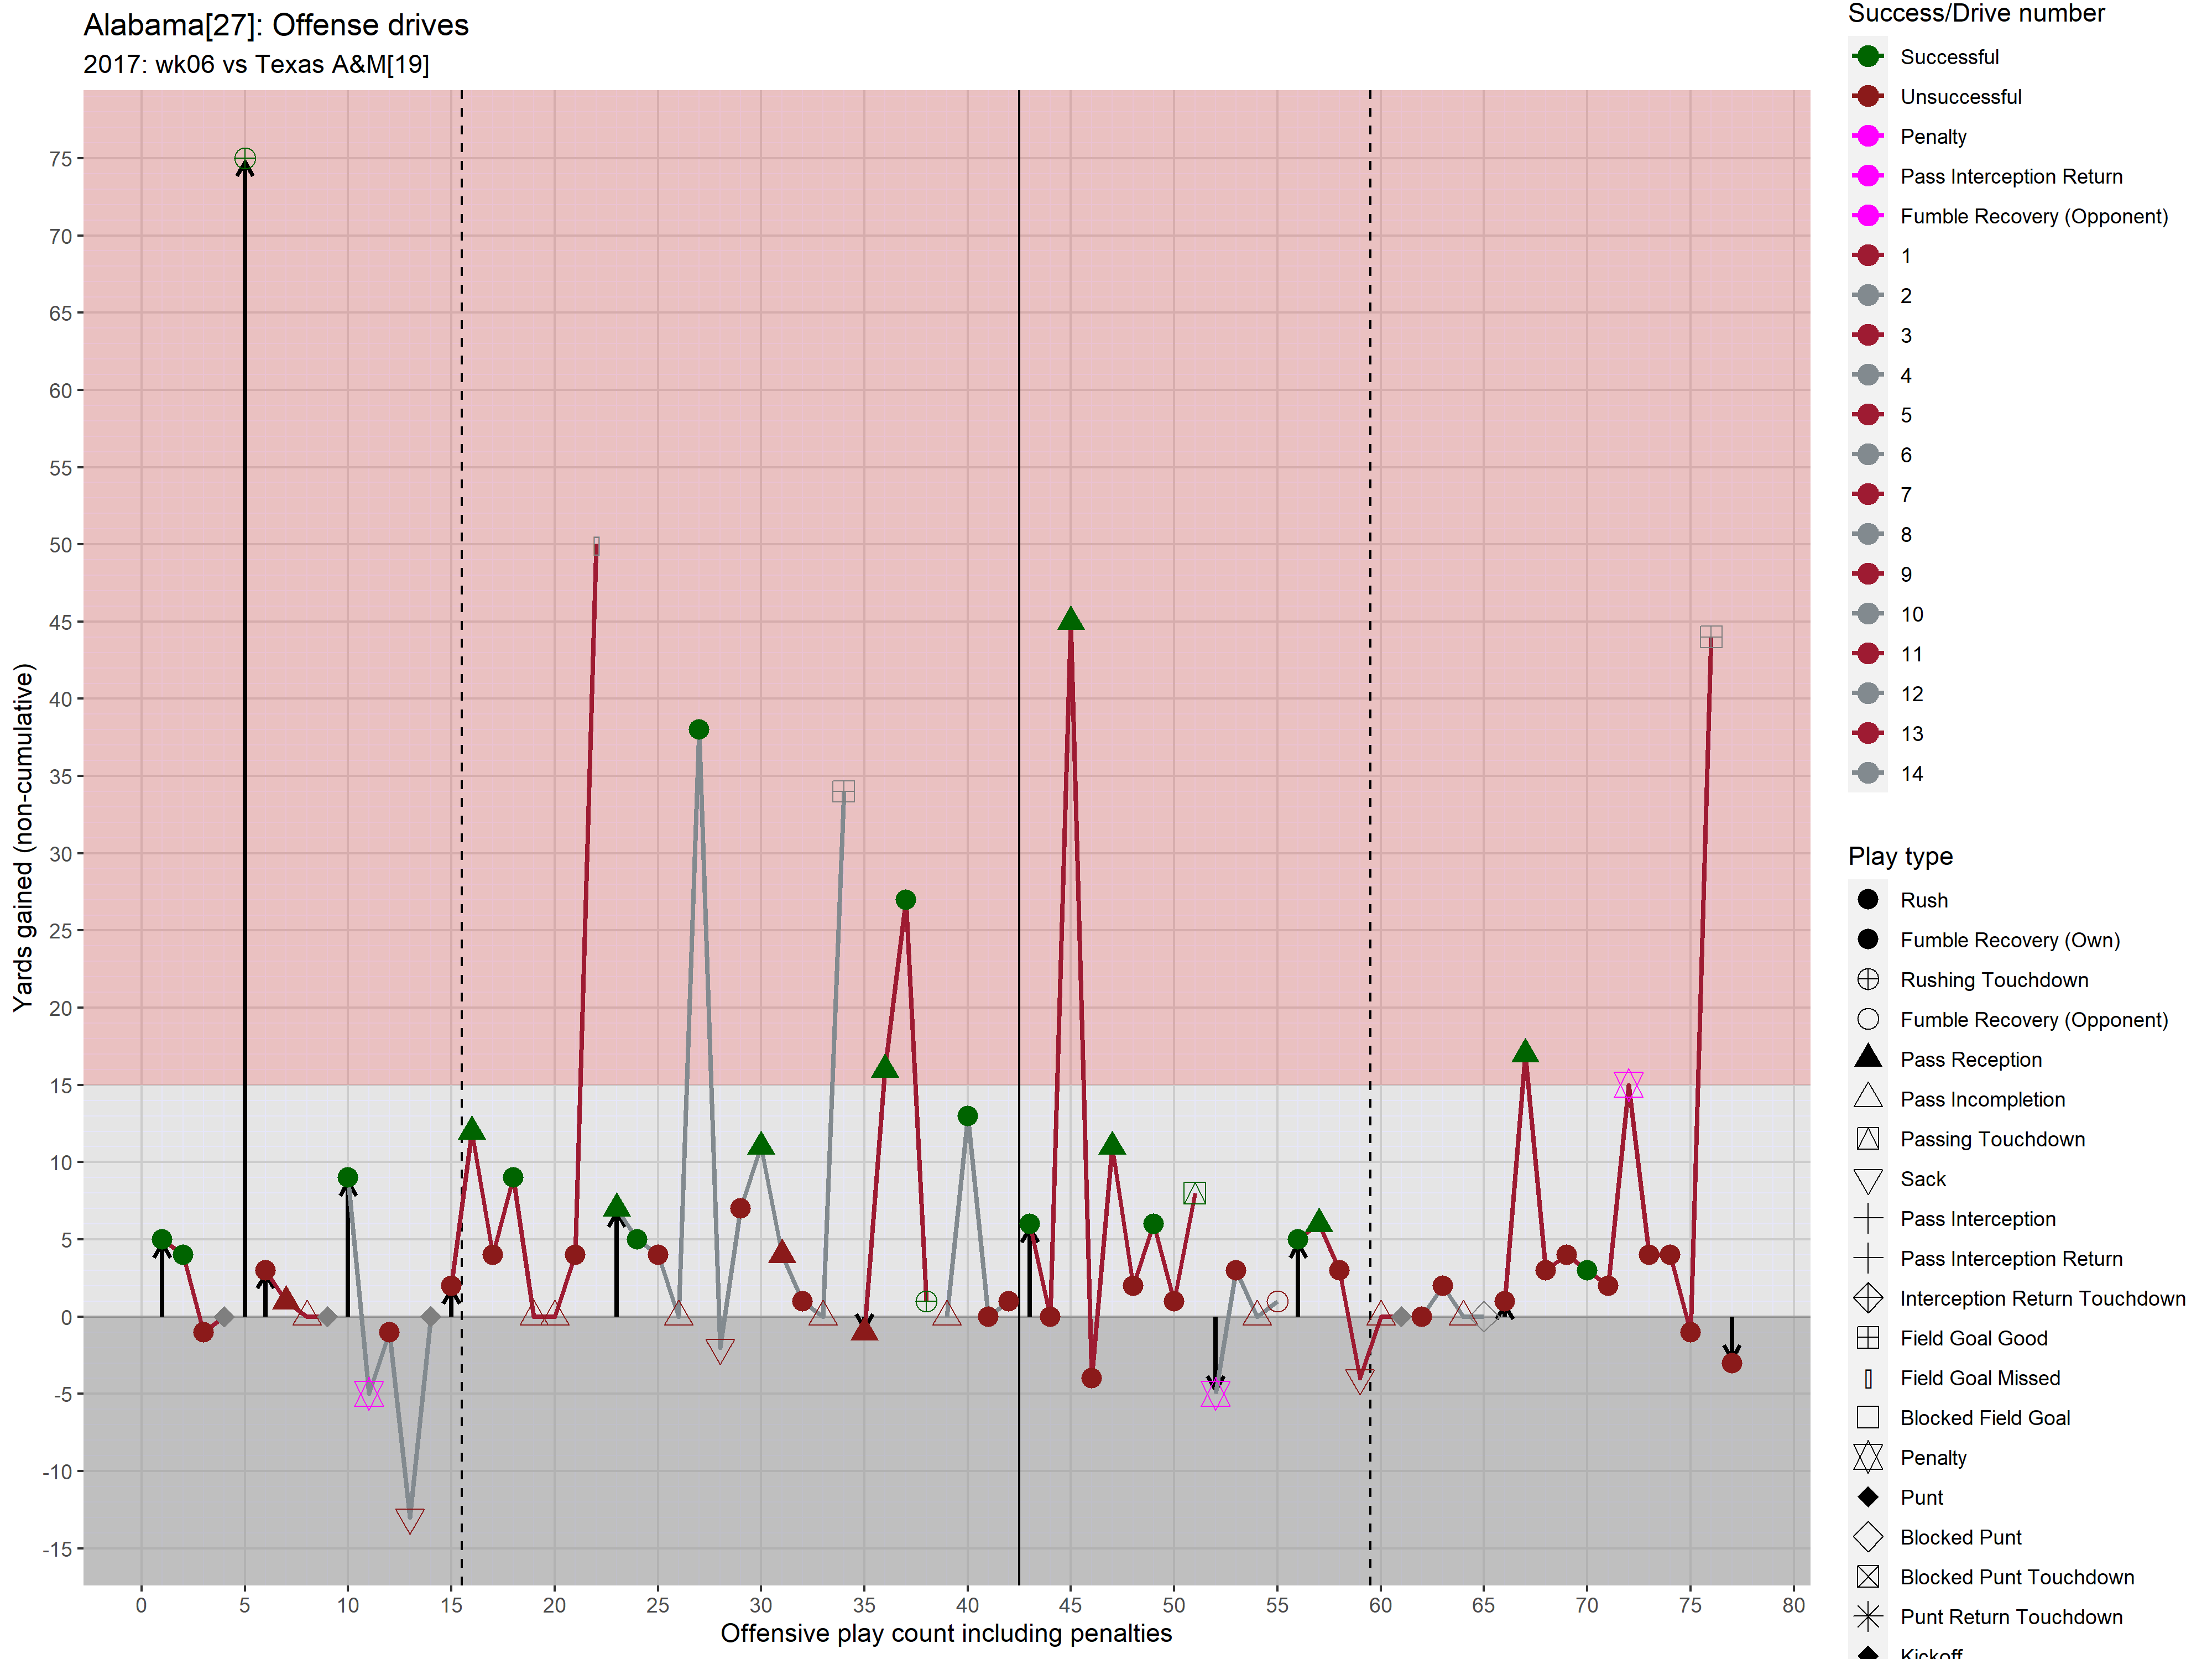 Alabama[27]: Offense drives
2017: wk06 vs Texas A&M[19]
Yards gained (non-cumulative)
75
70
65
60
55
50
45
40
35
30
25
20
15
10
5
0
-5
-10
-15
0 5 10 15 20 25 30 35 40 45 50 55 60 65 70 75 80
Offensive play count including penalties
Success/Drive number
Successful
Unsuccessful
Penalty
Pass Interception Return
Fumble Recovery (Opponent)
1
2
3
4
5
6
7
8
9
10
11
12
13
14
Play type
Rush
Fumble Recovery (Own)
Rushing Touchdown
Fumble Recovery (Opponent)
Pass Reception
Pass Incompletion
Passing Touchdown
Sack
Pass Interception
Pass Interception Return
Interception Return Touchdown
Field Goal Good
Field Goal Missed
Blocked Field Goal
Penalty
Punt
Blocked Punt
Blocked Punt Touchdown
Punt Return Touchdown
Kickoff